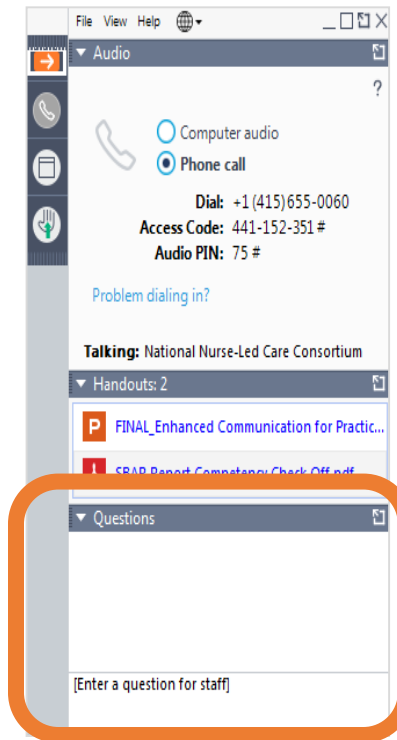 File View Help
Audio
?
Computer audio
Phone call
Dial: +1 (415) 655-0060
Access Code: 441-152-351 #
Audio PIN: 75 #
Problem dialing in?
Talking: National Nurse-Led Care Consortium
Handouts: 2
P FINAL_Enhanced Communication for Practic...
SBAR Report Competency Check Off.pdf
Questions
[Enter a question for staff]